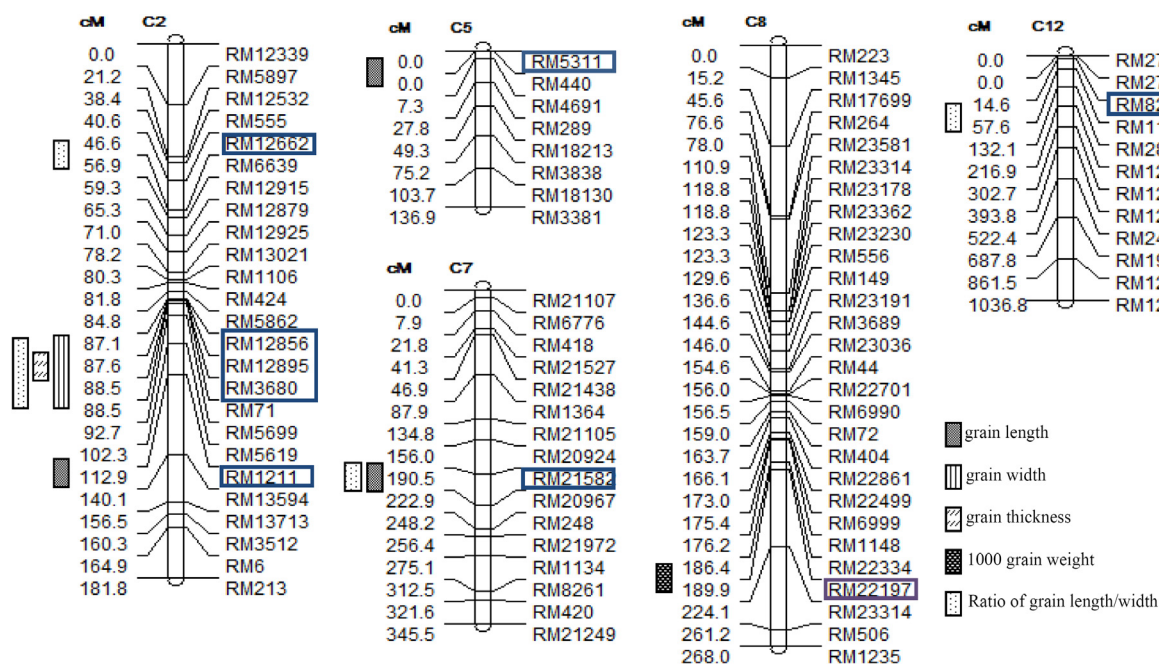 cM C2
0.0 RM12339
21.2 RM5897
38.4 RM12532
40.6 RM555
46.6 RM12662
56.9 RM6639
59.3 RM12915
65.3 RM12879
71.0 RM12925
78.2 RM13021
80.3 RM1106
81.8 RM424
84.8 RM5862
87.1 RM12856
87.6 RM12895
88.5 RM3680
88.5 RM71
92.7 RM5699
102.3 RM5619
112.9 RM1211
140.1 RM13594
156.5 RM13713
160.3 RM3512
164.9 RM6
181.8 RM213
cM C5
0.0 RM5311
0.0 RM440
7.3 RM4691
27.8 RM289
49.3 RM18213
75.2 RM3838
103.7 RM18130
136.9 RM3381
cM C7
0.0 RM21107
7.9 RM6776
21.8 RM418
41.3 RM21527
46.9 RM21438
87.9 RM1364
134.8 RM21105
156.0 RM20924
190.5 RM21582
222.9 RM20967
248.2 RM248
256.4 RM21972
275.1 RM1134
312.5 RM8261
321.6 RM420
345.5 RM21249
cM C8
0.0 RM223
15.2 RM1345
45.6 RM17699
76.6 RM264
78.0 RM23581
110.9 RM23314
118.8 RM23178
118.8 RM23362
123.3 RM23230
123.3 RM556
129.6 RM149
136.6 RM23191
144.6 RM3689
146.0 RM23036
154.6 RM44
156.0 RM22701
156.5 RM6990
159.0 RM72
163.7 RM404
166.1 RM22861
173.0 RM22499
175.4 RM6999
176.2 RM1148
186.4 RM22334
189.9 RM22197
224.1 RM23314
261.2 RM506
268.0 RM1235
cM C12
0.0 RM27
0.0 RM27
14.6 RM82
57.6 RM11
132.1 RM28
216.9 RM12
302.7 RM12
393.8 RM12
522.4 RM24
687.8 RM19
861.5 RM12
1036.8 RM12
grain length
grain width
grain thickness
1000 grain weight
Ratio of grain length/width